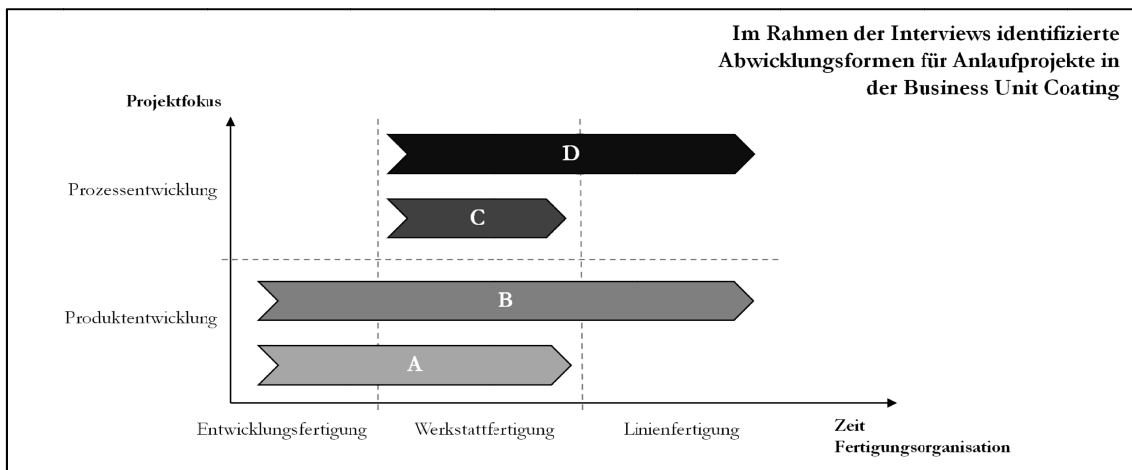 Im Rahmen der Interviews identifizierte
Abwicklungsformen für Anlaufprojekte in
der Business Unit Coating
Projektfokus
D
Prozessentwicklung
C
B
Produktentwicklung
A
Entwicklungsfertigung
Werkstattfertigung
Linienfertigung
Zeit
Fertigungsorganisation